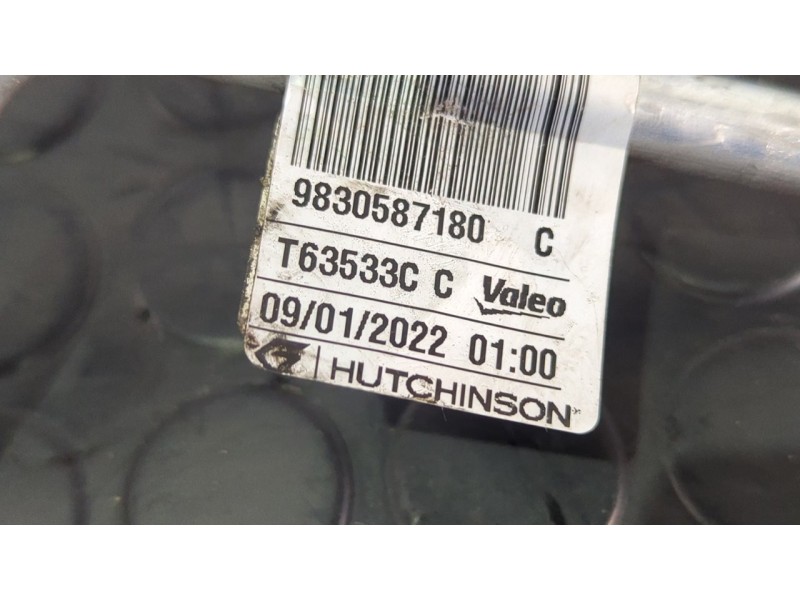 9830587180 C
T63533C C Valeo
09/01/2022 01:00
HUTCHINSON